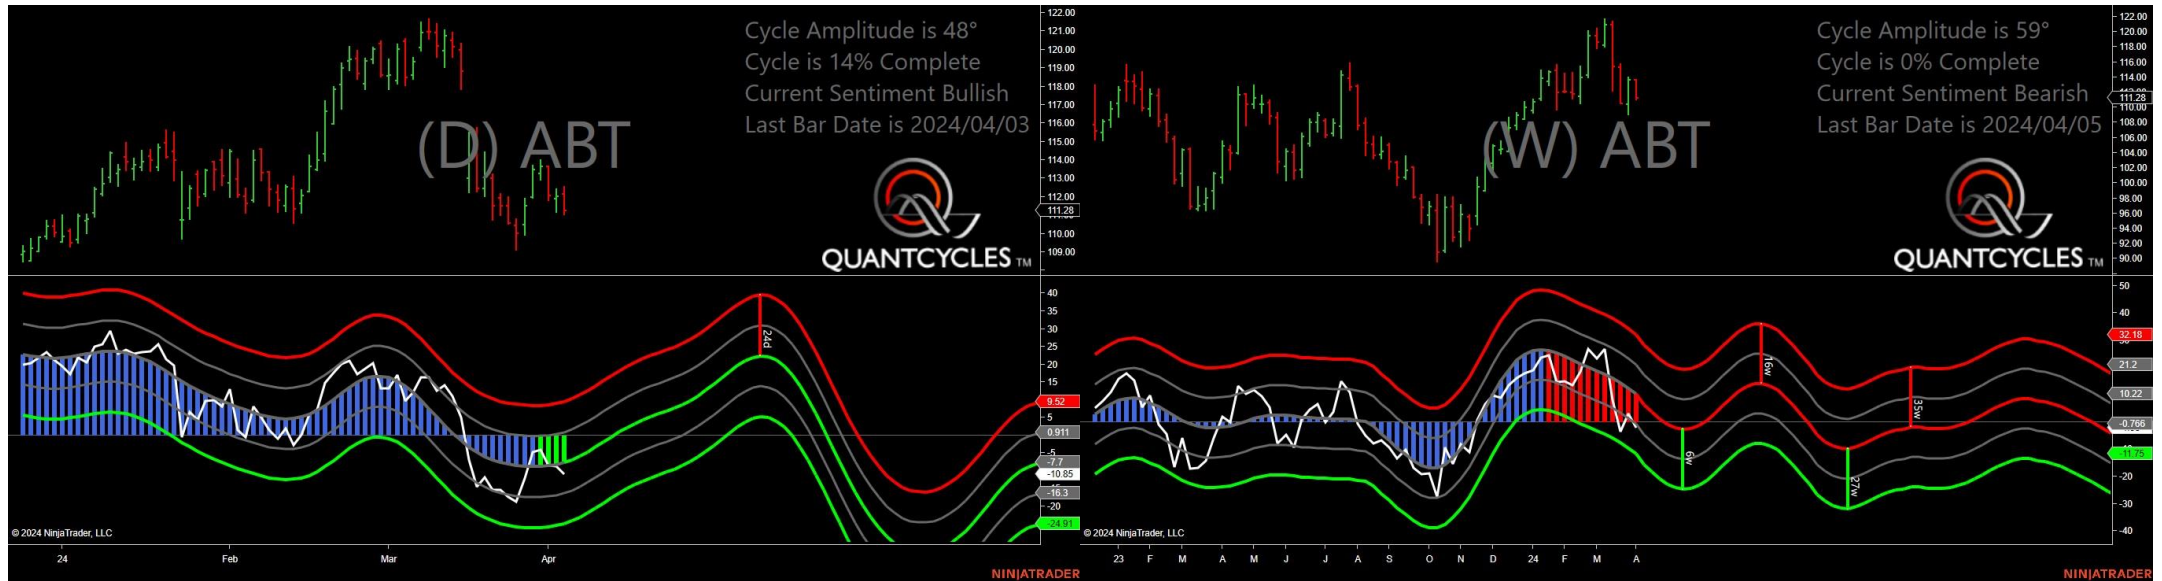 Cycle Amplitude is 48°
Cycle is 14% Complete
Current Sentiment Bullish
Last Bar Date is 2024/04/03
(D) ABT
QUANTCYCLES TM
122.00
121.00
120.00
119.00
118.00
117.00
116.00
115.00
114.00
113.00
112.00
111.28
110.00
109.00
24d
40
35
30
25
20
15
9.52
5
0.911
-5
-7.7
-10.85
-16.3
-20
-24.91
© 2024 NinjaTrader, LLC
24 Feb Mar Apr
NINJATRADER
Cycle Amplitude is 59°
Cycle is 0% Complete
Current Sentiment Bearish
Last Bar Date is 2024/04/05
(W) ABT
QUANTCYCLES TM
122.00
120.00
118.00
116.00
114.00
111.28
110.00
108.00
106.00
104.00
102.00
100.00
98.00
96.00
94.00
92.00
90.00
6w
16w
27w
35w
50
40
32.18
21.2
10.22
-0.766
-11.75
-20
-30
-40
© 2024 NinjaTrader, LLC
23 F M A M J J A S O N D 24 F M A
NINJATRADER